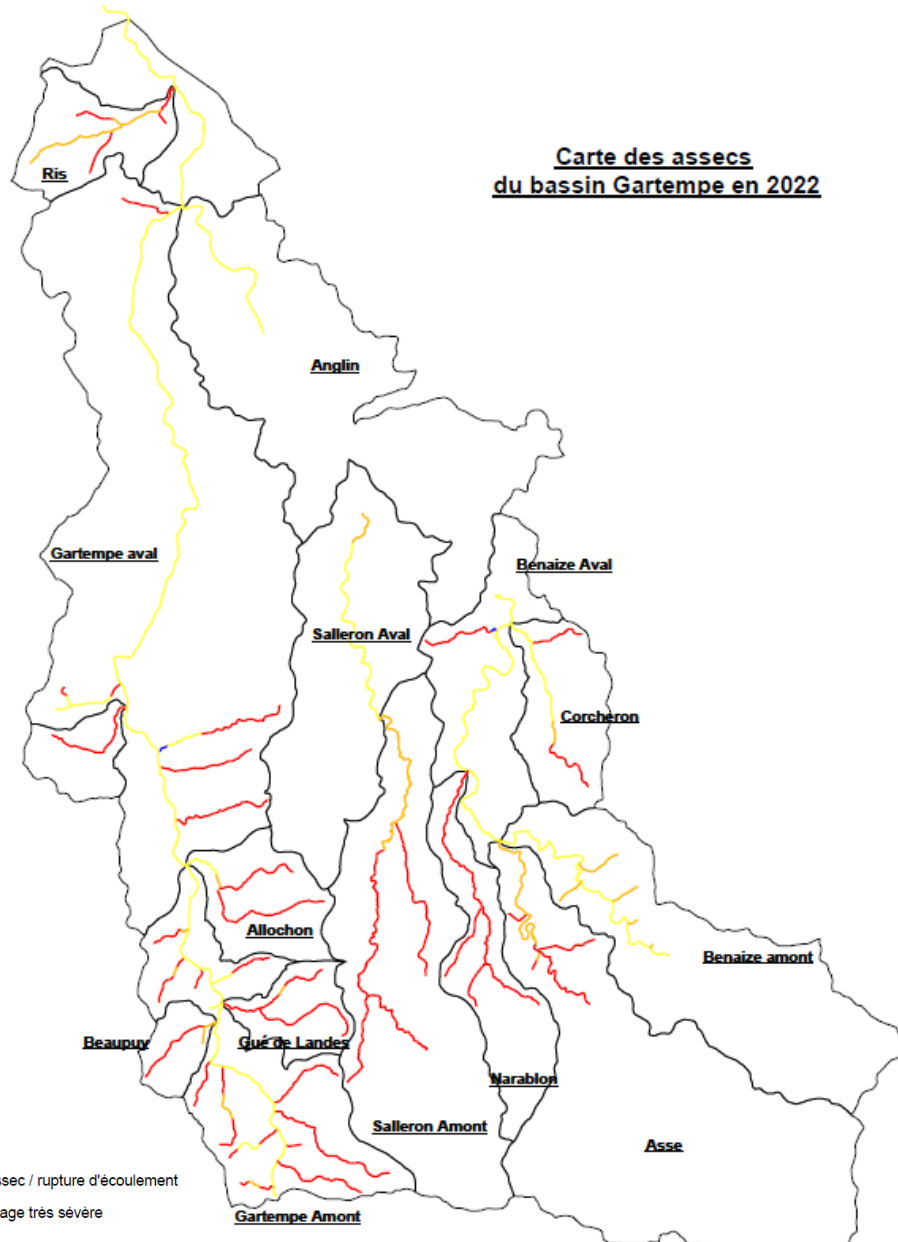 Carte des assecs
du bassin Gartempe en 2022
Ris
Anglin
Gartempe aval
Benaize Aval
Salleron Aval
Corcheron
Allochon
Benaize amont
Beaupuy
Gué de Landes
Narablon
Salleron Amont
Asse
ssec / rupture d'écoulement
age très sévère
Gartempe Amont